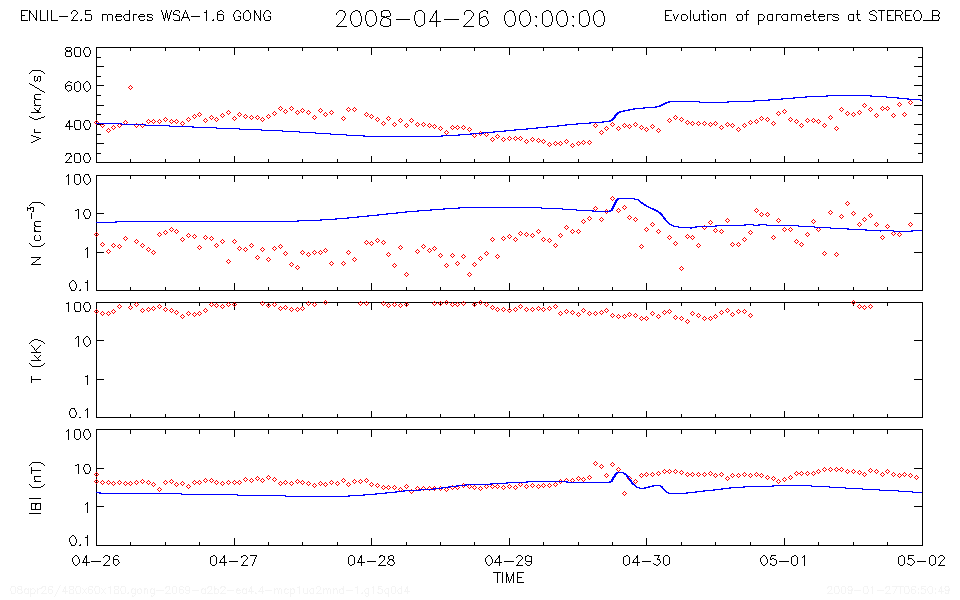 ENLIL-2.5 medres WSA-1.6 GONG
2008-04-26 00:00:00
Evolution of parameters at STEREO_B
Vr (km/s)
800
600
400
200
N (cm⁻³)
100
10
1
0.1
T (kK)
100
10
1
0.1
|B| (nT)
100
10
1
0.1
04-26 04-27 04-28 04-29 04-30 05-01 05-02
TIME